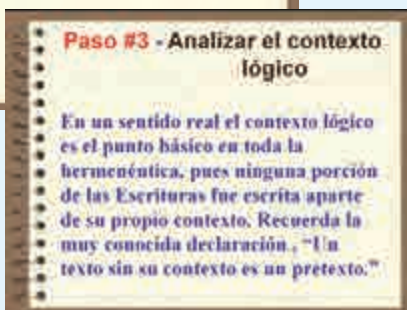 Paso #3 - Analizar el contexto
lógico
En un sentido real el contexto lógico
es el punto básico en toda la
hermenéutica, pues ninguna porción
de las Escrituras fue escrita aparte
de su propio contexto. Recuerda la
muy conocida declaración , “Un
texto sin su contexto es un pretexto.”